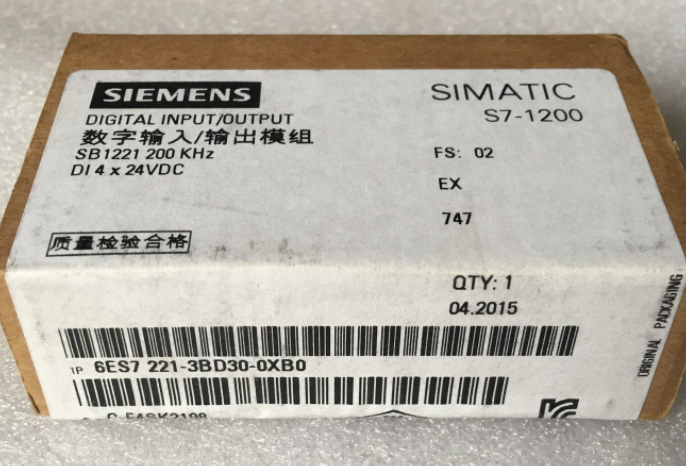 SIEMENS
SIMATIC
S7-1200
DIGITAL INPUT/OUTPUT
数字输入/输出模组
SB1221 200 KHz
DI 4 x 24VDC
FS: 02
EX
747
质量检验合格
QTY: 1
04.2015
ORIGINAL PACKAGING
1P 6ES7 221-3BD30-0XB0